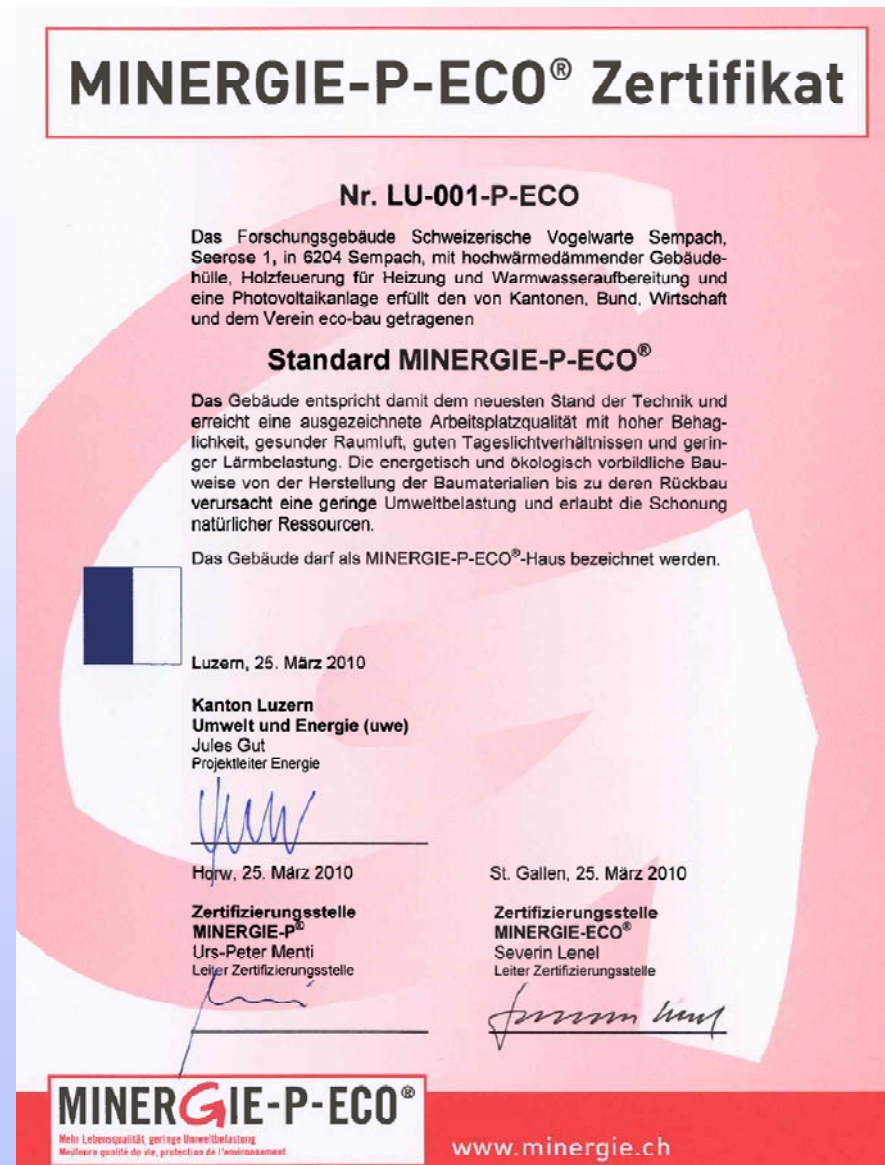 MINERGIE-P-ECO® Zertifikat
Nr. LU-001-P-ECO
Das Forschungsgebäude Schweizerische Vogelwarte Sempach,
Seerose 1, in 6204 Sempach, mit hochwärmedämmender Gebäude-
hülle, Holzfeuerung für Heizung und Warmwasseraufbereitung und
eine Photovoltaikanlage erfüllt den von Kantonen, Bund, Wirtschaft
und dem Verein eco-bau getragenen
Standard MINERGIE-P-ECO®
Das Gebäude entspricht damit dem neuesten Stand der Technik und
erreicht eine ausgezeichnete Arbeitsplatzqualität mit hoher Behag-
lichkeit, gesunder Raumluft, guten Tageslichtverhältnissen und gerin-
ger Lärmbelastung. Die energetisch und ökologisch vorbildliche Bau-
weise von der Herstellung der Baumaterialien bis zu deren Rückbau
verursacht eine geringe Umweltbelastung und erlaubt die Schonung
natürlicher Ressourcen.
Das Gebäude darf als MINERGIE-P-ECO®-Haus bezeichnet werden.
Luzern, 25. März 2010
Kanton Luzern
Umwelt und Energie (uwe)
Jules Gut
Projektleiter Energie
Horw, 25. März 2010
Zertifizierungsstelle
MINERGIE-P®
Urs-Peter Menti
Leiter Zertifizierungsstelle
St. Gallen, 25. März 2010
Zertifizierungsstelle
MINERGIE-ECO®
Severin Lenel
Leiter Zertifizierungsstelle
MINERGIE-P-ECO®
Mehr Lebensqualität, geringe Umweltbelastung
Meilleure qualité de vie, protection de l'environnement
www.minergie.ch